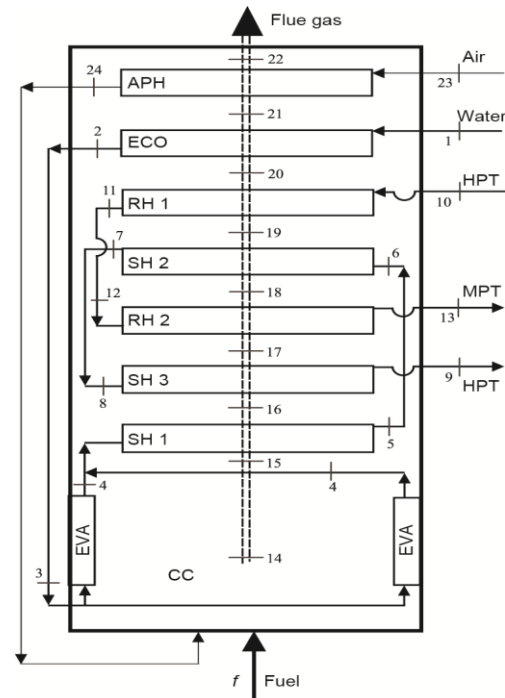 Flue gas
22
24
APH
Air
23
21
2
ECO
Water
1
20
11
RH 1
HPT
10
7
19
SH 2
6
12
18
RH 2
MPT
13
17
8
SH 3
9
HPT
16
SH 1
5
15
4
4
EVA
EVA
14
3
CC
f Fuel